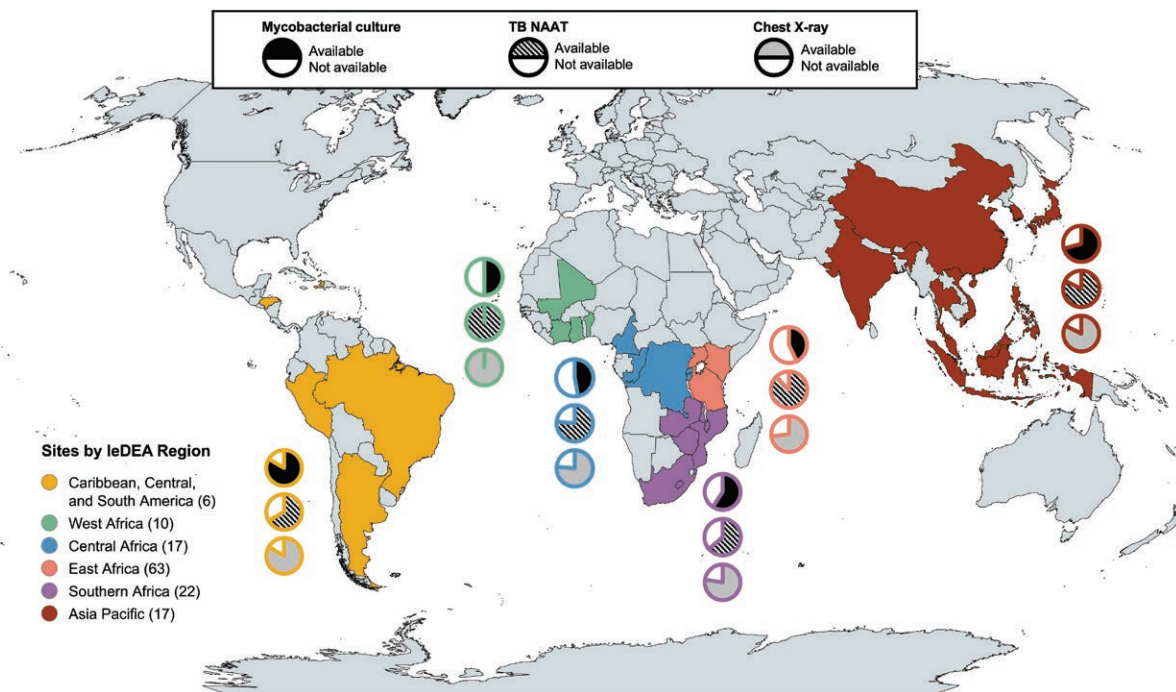 Mycobacterial culture
Available
Not available
TB NAAT
Available
Not available
Chest X-ray
Available
Not available
Sites by IeDEA Region
Caribbean, Central,
and South America (6)
West Africa (10)
Central Africa (17)
East Africa (63)
Southern Africa (22)
Asia Pacific (17)